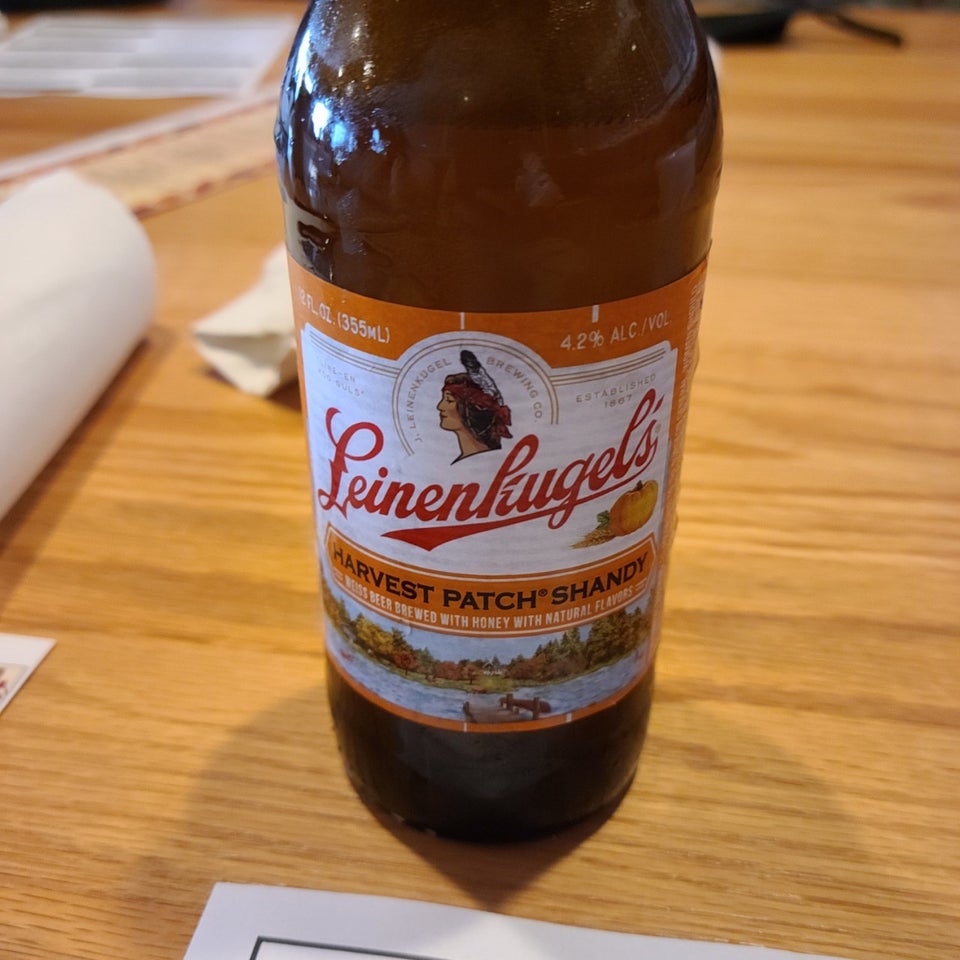 12 FL.OZ. (355ML)
4.2% ALC/VOL.
J. LEINENKUGEL BREWING CO.
ESTABLISHED
1867
Leinenkugel's
HARVEST PATCH® SHANDY
WEISS BEER BREWED WITH HONEY WITH NATURAL FLAVORS